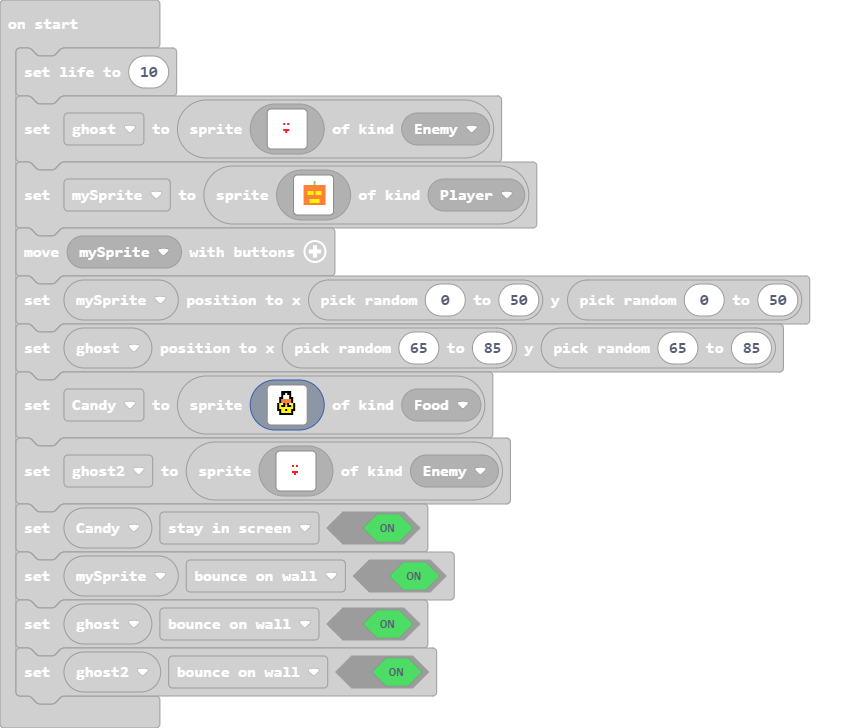 on start
set life to 10
set ghost to sprite of kind Enemy
set mySprite to sprite of kind Player
move mySprite with buttons
set mySprite position to x pick random 0 to 50 y pick random 0 to 50
set ghost position to x pick random 65 to 85 y pick random 65 to 85
set Candy to sprite of kind Food
set ghost2 to sprite of kind Enemy
set Candy stay in screen ON
set mySprite bounce on wall ON
set ghost bounce on wall ON
set ghost2 bounce on wall ON